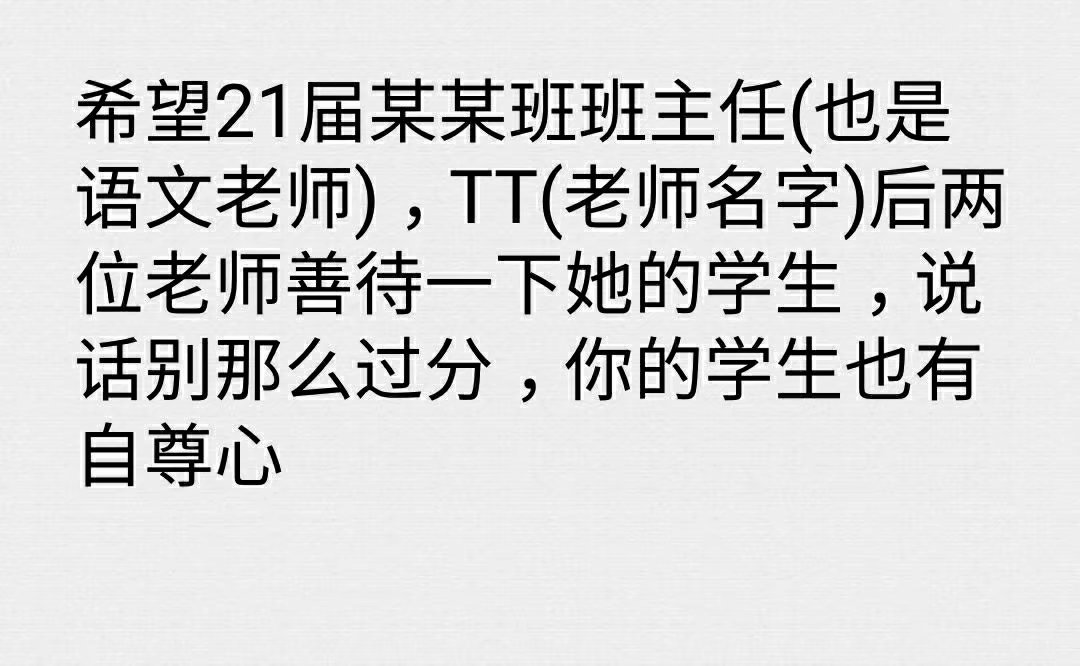 希望21届某某班班主任(也是
语文老师)，TT(老师名字)后两
位老师善待一下她的学生，说
话别那么过分，你的学生也有
自尊心